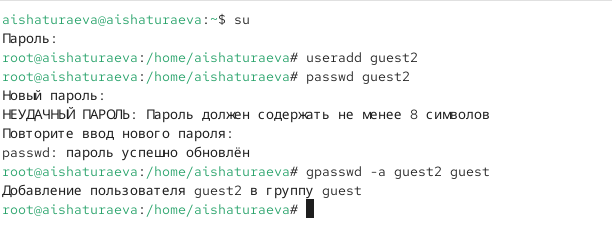 aishaturaeva@aishaturaeva:~$ su
Пароль:
root@aishaturaeva:/home/aishaturaeva# useradd guest2
root@aishaturaeva:/home/aishaturaeva# passwd guest2
Новый пароль:
НЕУДАЧНЫЙ ПАРОЛЬ: Пароль должен содержать не менее 8 символов
Повторите ввод нового пароля:
passwd: пароль успешно обновлён
root@aishaturaeva:/home/aishaturaeva# gpasswd -a guest2 guest
Добавление пользователя guest2 в группу guest
root@aishaturaeva:/home/aishaturaeva#